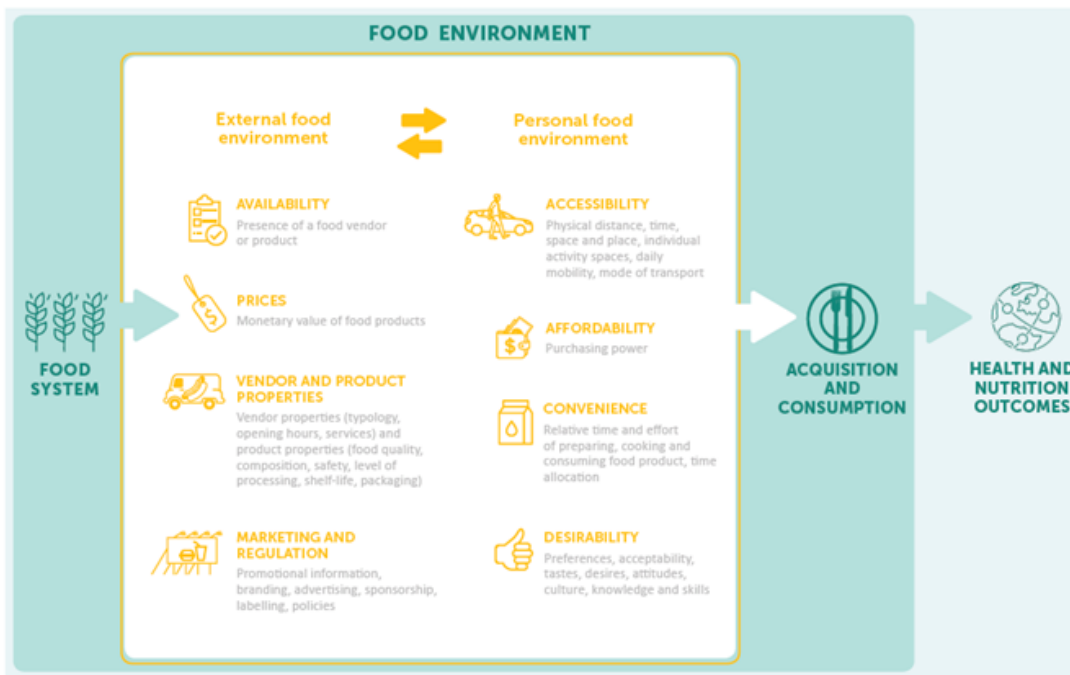 FOOD ENVIRONMENT
External food
environment
Personal food
environment
AVAILABILITY
Presence of a food vendor
or product
PRICES
Monetary value of food products
VENDOR AND PRODUCT
PROPERTIES
Vendor properties (typology,
opening hours, services) and
product properties (food quality,
composition, safety, level of
processing, shelf-life, packaging)
MARKETING AND
REGULATION
Promotional information,
branding, advertising, sponsorship,
labelling, policies
ACCESSIBILITY
Physical distance, time,
space and place, individual
activity spaces, daily
mobility, mode of transport
AFFORDABILITY
Purchasing power
CONVENIENCE
Relative time and effort
of preparing, cooking and
consuming food product, time
allocation
DESIRABILITY
Preferences, acceptability,
tastes, desires, attitudes,
culture, knowledge and skills
FOOD
SYSTEM
ACQUISITION
AND
CONSUMPTION
HEALTH AND
NUTRITION
OUTCOMES